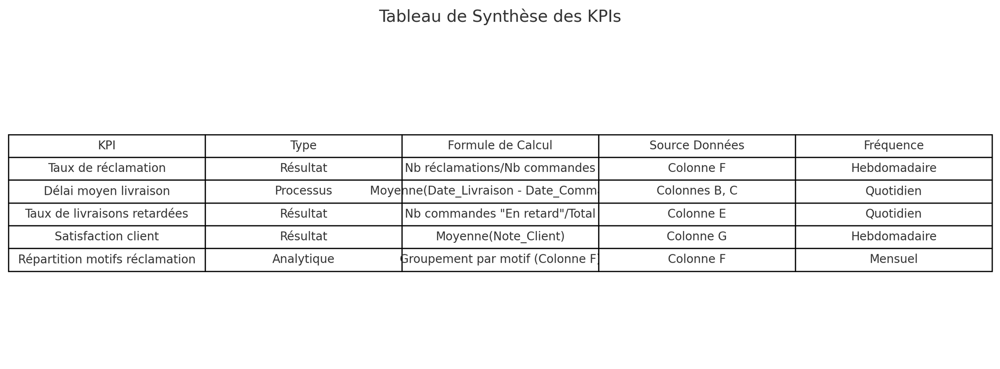 Tableau de Synthèse des KPIs
KPI Type Formule de Calcul Source Données Fréquence
Taux de réclamation Résultat Nb réclamations/Nb commandes Colonne F Hebdomadaire
Délai moyen livraison Processus Moyenne(Date_Livraison - Date_Comma Colonnes B, C Quotidien
Taux de livraisons retardées Résultat Nb commandes "En retard"/Total Colonne E Quotidien
Satisfaction client Résultat Moyenne(Note_Client) Colonne G Hebdomadaire
Répartition motifs réclamation Analytique Groupement par motif (Colonne F) Colonne F Mensuel